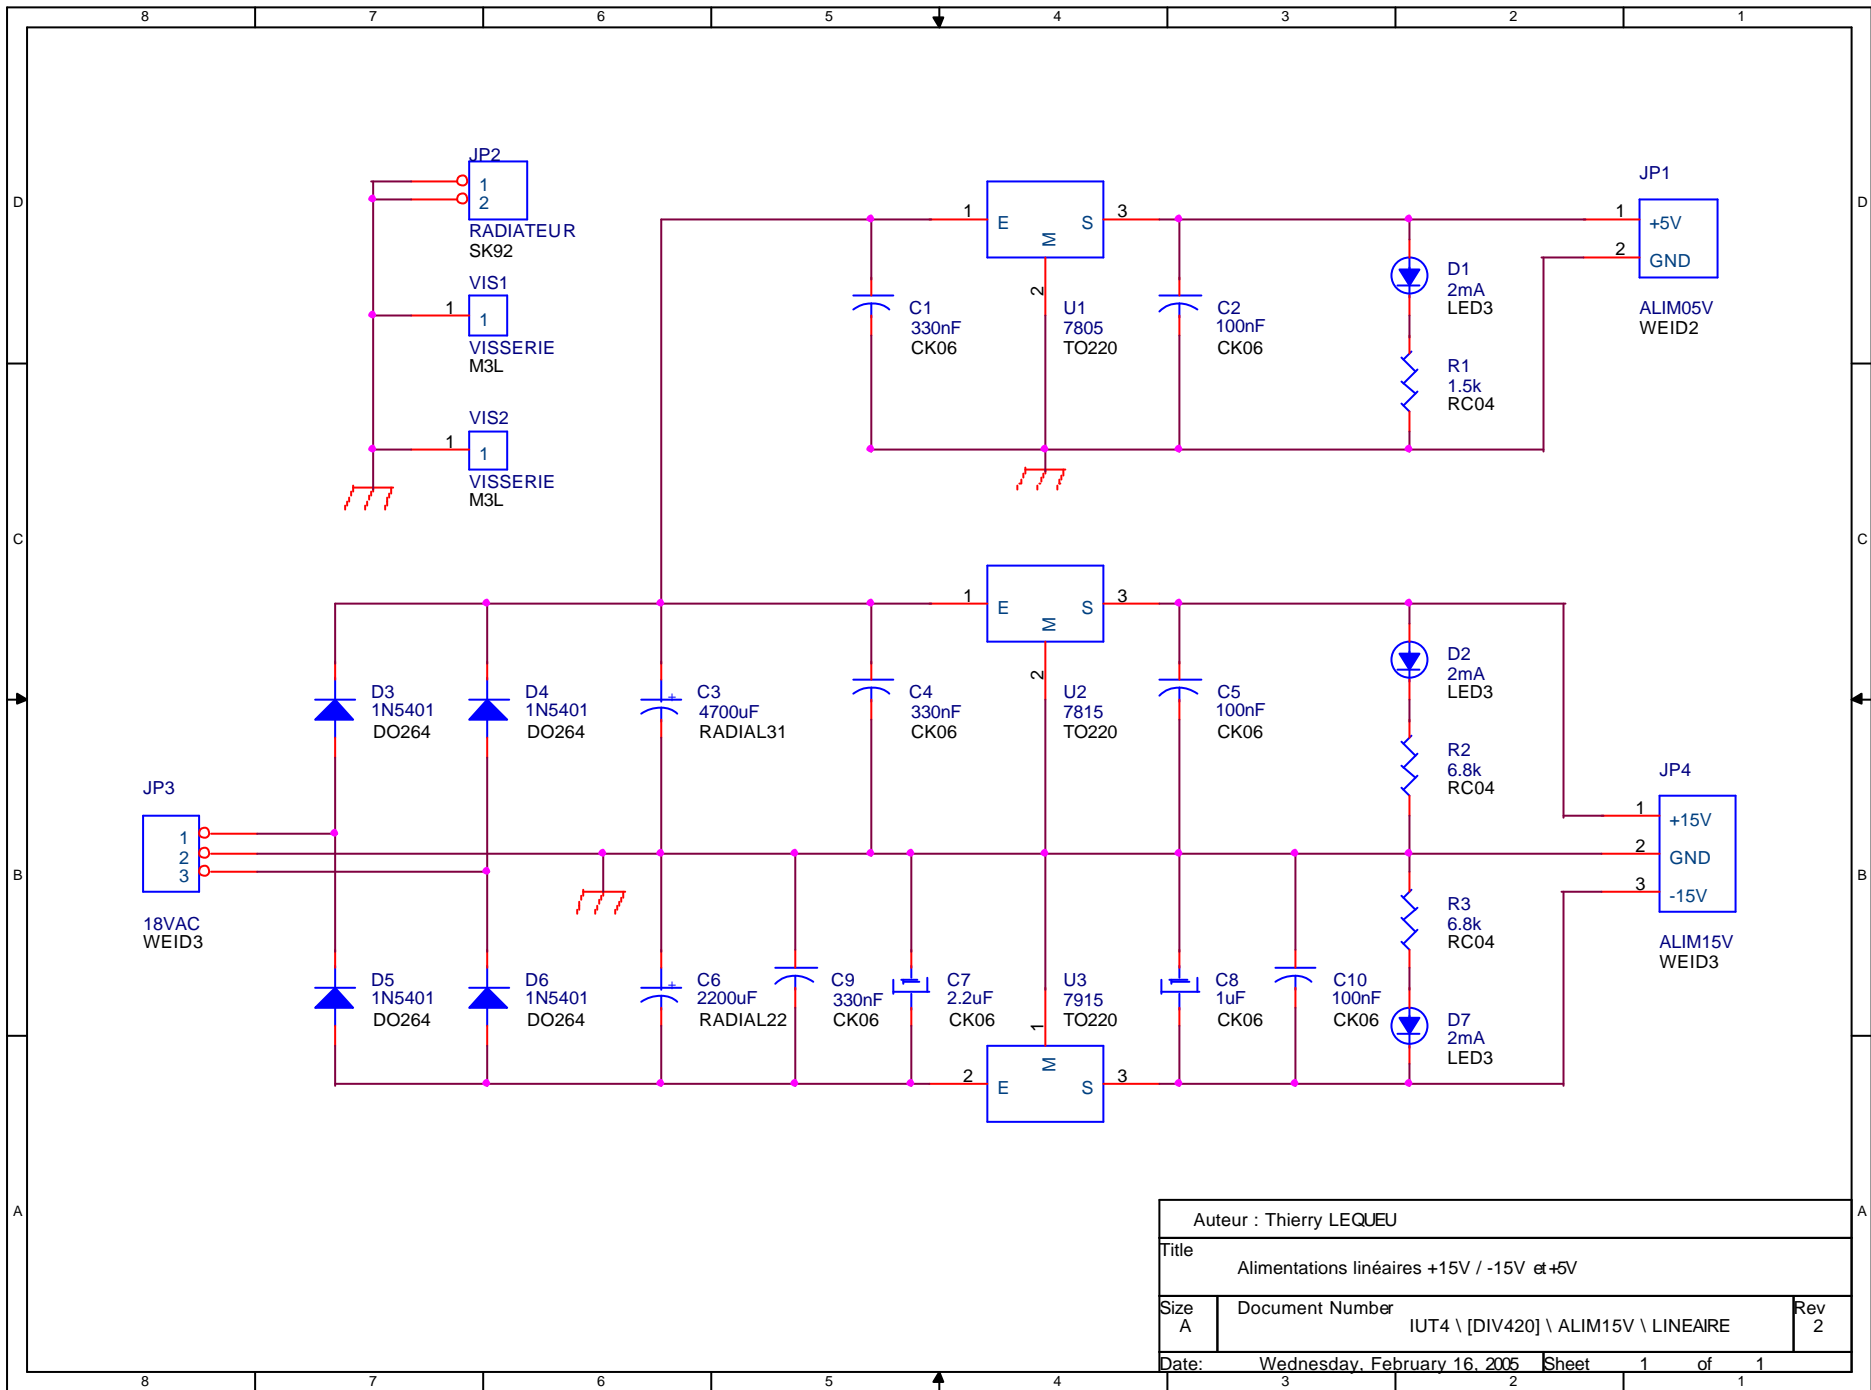 8 7 6 5 4 3 2 1
D
D
JP2
1
2
RADIATEUR
SK92
VIS1
1
1
VISSERIE
M3L
VIS2
1
1
VISSERIE
M3L
1
E
S
M
3
2
U1
7805
TO220
C1
330nF
CK06
C2
100nF
CK06
D1
2mA
LED3
R1
1.5k
RC04
JP1
1
+5V
2
GND
ALIM05V
WEID2
C
C
1
E
S
M
3
2
U2
7815
TO220
D3
1N5401
DO264
D4
1N5401
DO264
C3
+
4700uF
RADIAL31
C4
330nF
CK06
C5
100nF
CK06
D2
2mA
LED3
R2
6.8k
RC04
JP3
1
2
3
18VAC
WEID3
JP4
1
+15V
2
GND
3
-15V
ALIM15V
WEID3
B
B
D5
1N5401
DO264
D6
1N5401
DO264
C6
+
2200uF
RADIAL22
C9
330nF
CK06
C7
2.2uF
CK06
U3
7915
TO220
1
M
2
E
S
3
C8
1uF
CK06
C10
100nF
CK06
R3
6.8k
RC04
D7
2mA
LED3
A
A
Auteur : Thierry LEQUEU
Title
Alimentations linéaires +15V / -15V et +5V
Size
A
Document Number
IUT4 \ [DIV420] \ ALIM15V \ LINEAIRE
Rev
2
Date: Wednesday, February 16, 2005 Sheet 1 of 1
8 7 6 5 4 3 2 1